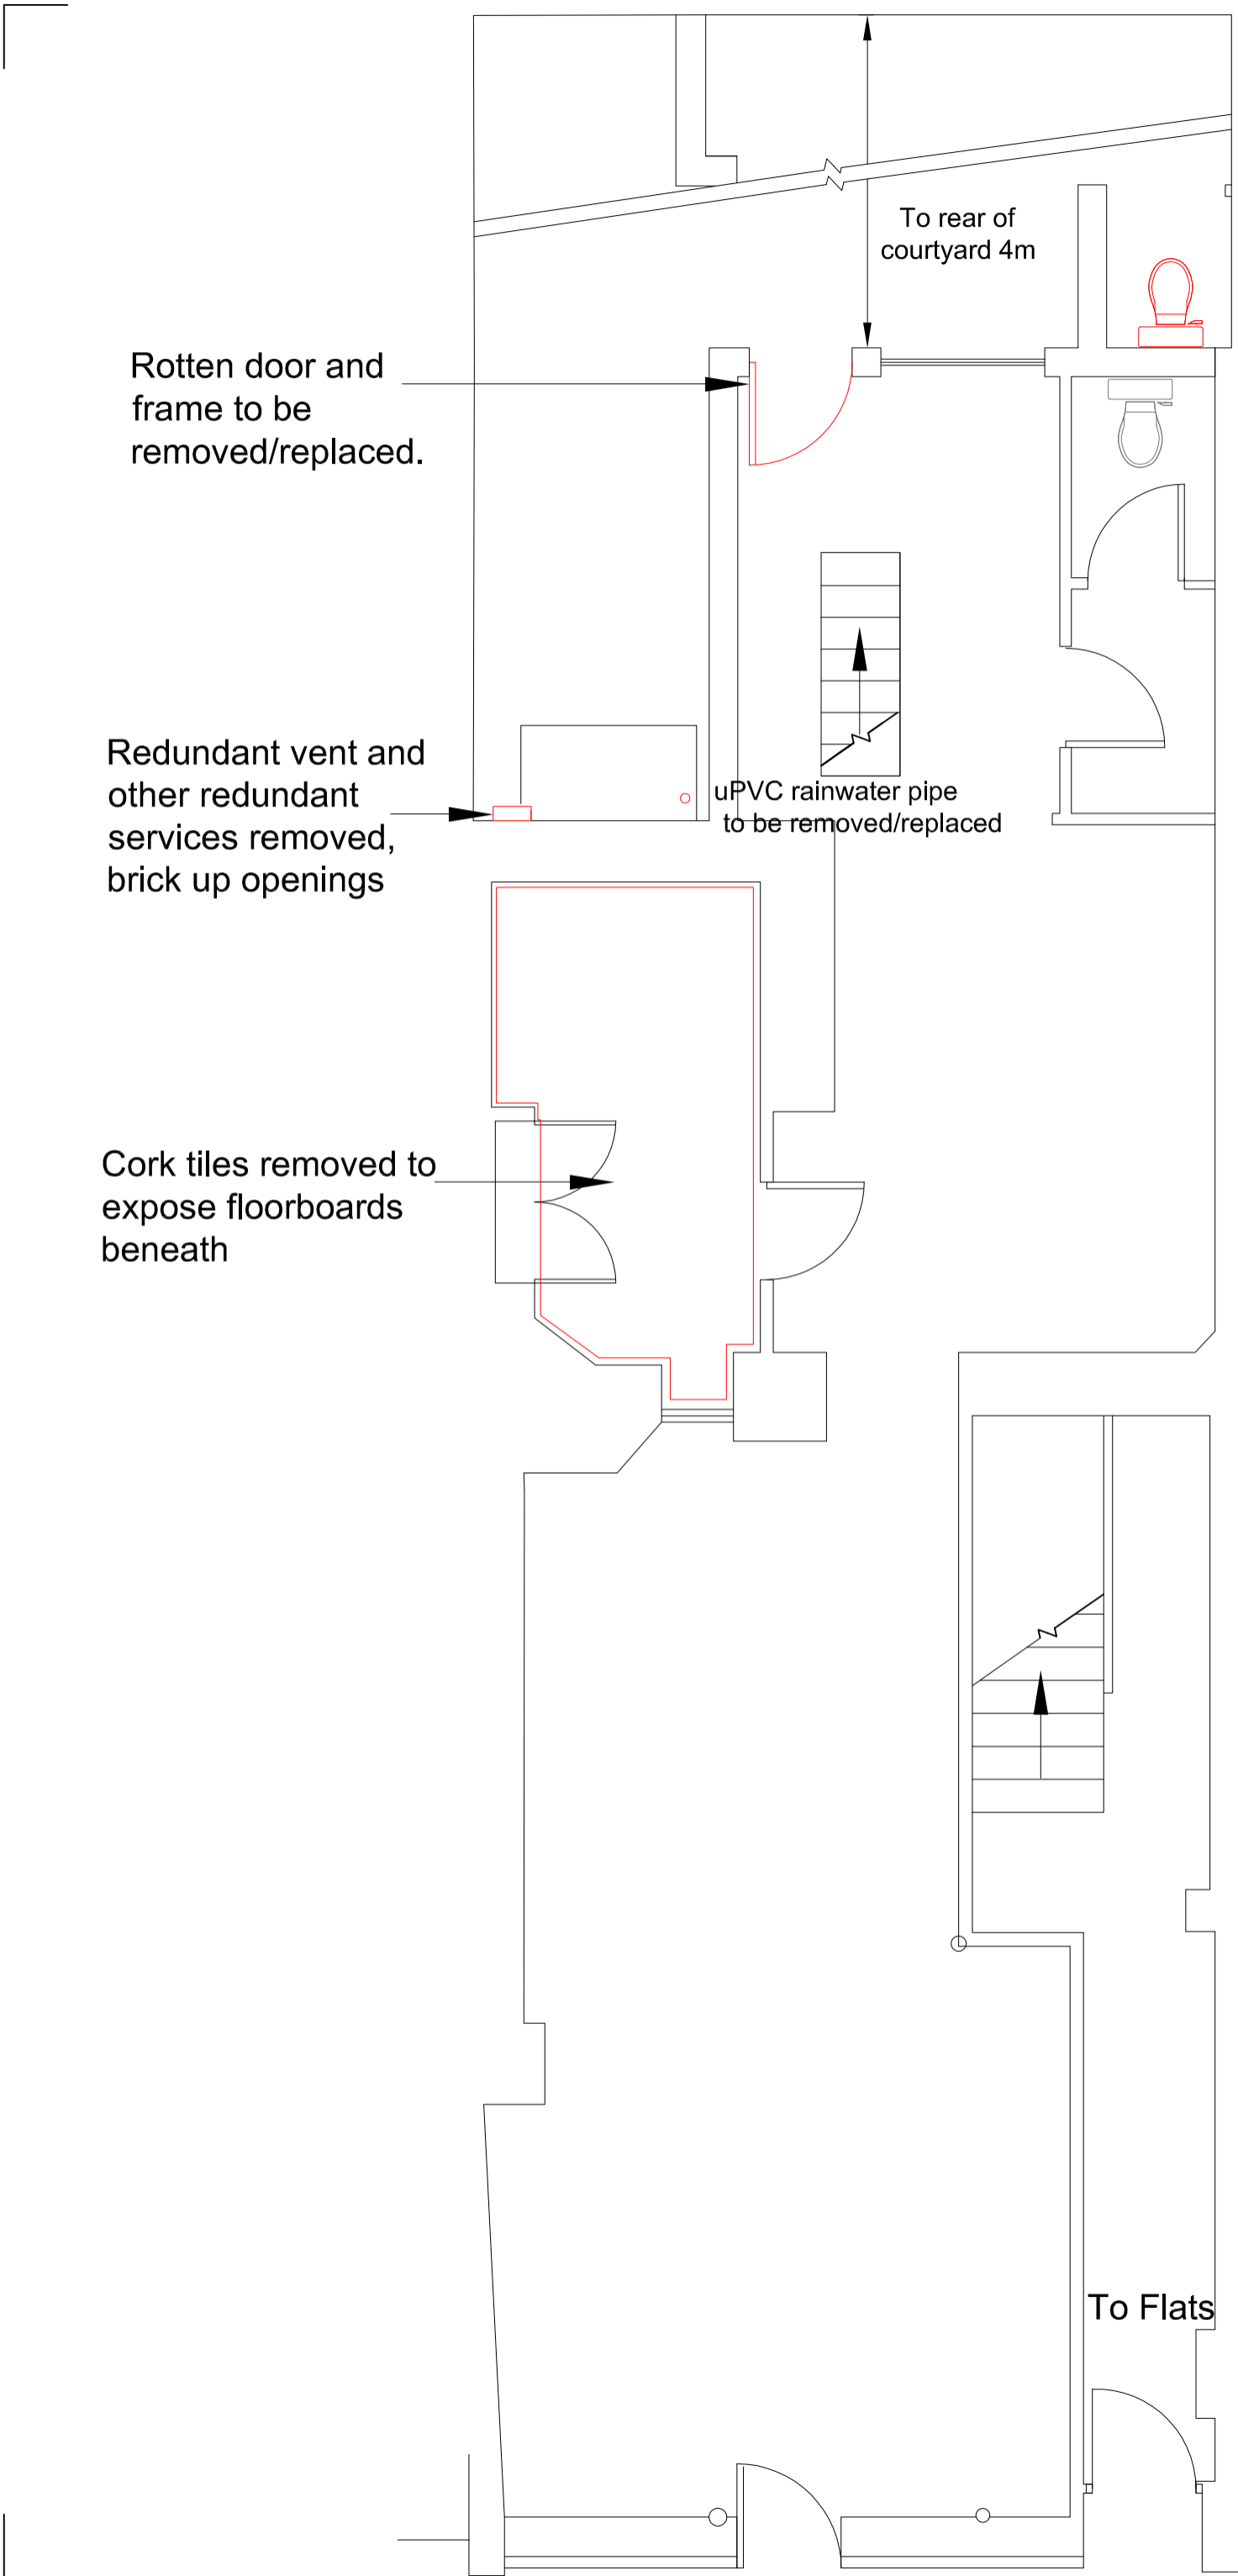 To rear of
courtyard 4m
Rotten door and
frame to be
removed/replaced.
Redundant vent and
other redundant
services removed,
brick up openings
uPVC rainwater pipe
to be removed/replaced
Cork tiles removed to
expose floorboards
beneath
To Flats